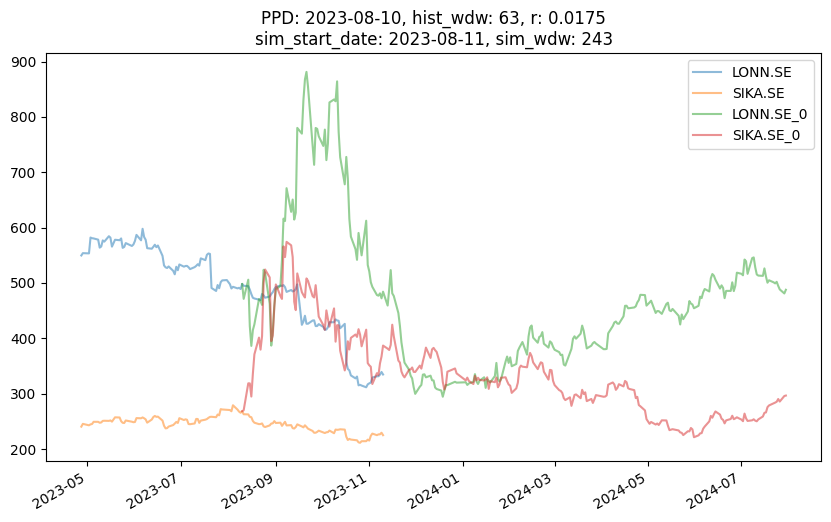 PPD: 2023-08-10, hist_wdw: 63, r: 0.0175
sim_start_date: 2023-08-11, sim_wdw: 243
LONN.SE
SIKA.SE
LONN.SE_0
SIKA.SE_0
900
800
700
600
500
400
300
200
2023-05
2023-07
2023-09
2023-11
2024-01
2024-03
2024-05
2024-07